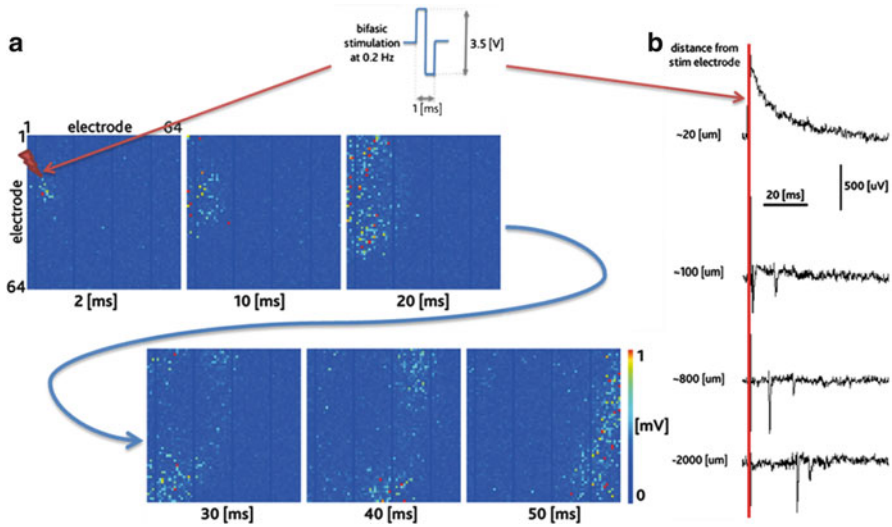 a
bifasic
stimulation
at 0.2 Hz
3.5 [V]
1 [ms]
1 electrode 64
1
electrode
64
2 [ms]
10 [ms]
20 [ms]
30 [ms]
40 [ms]
50 [ms]
1
[mV]
0
b
distance from
stim electrode
~20 [um]
500 [uV]
20 [ms]
~100 [um]
~800 [um]
~2000 [um]